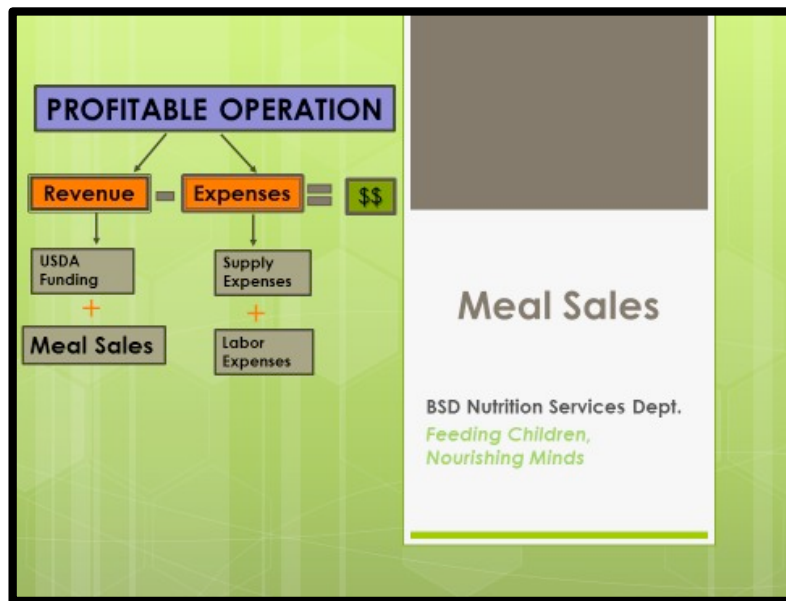 PROFITABLE OPERATION
Revenue - Expenses = $$
USDA
Funding
+
Meal Sales
Supply
Expenses
+
Labor
Expenses
Meal Sales
BSD Nutrition Services Dept.
Feeding Children,
Nourishing Minds